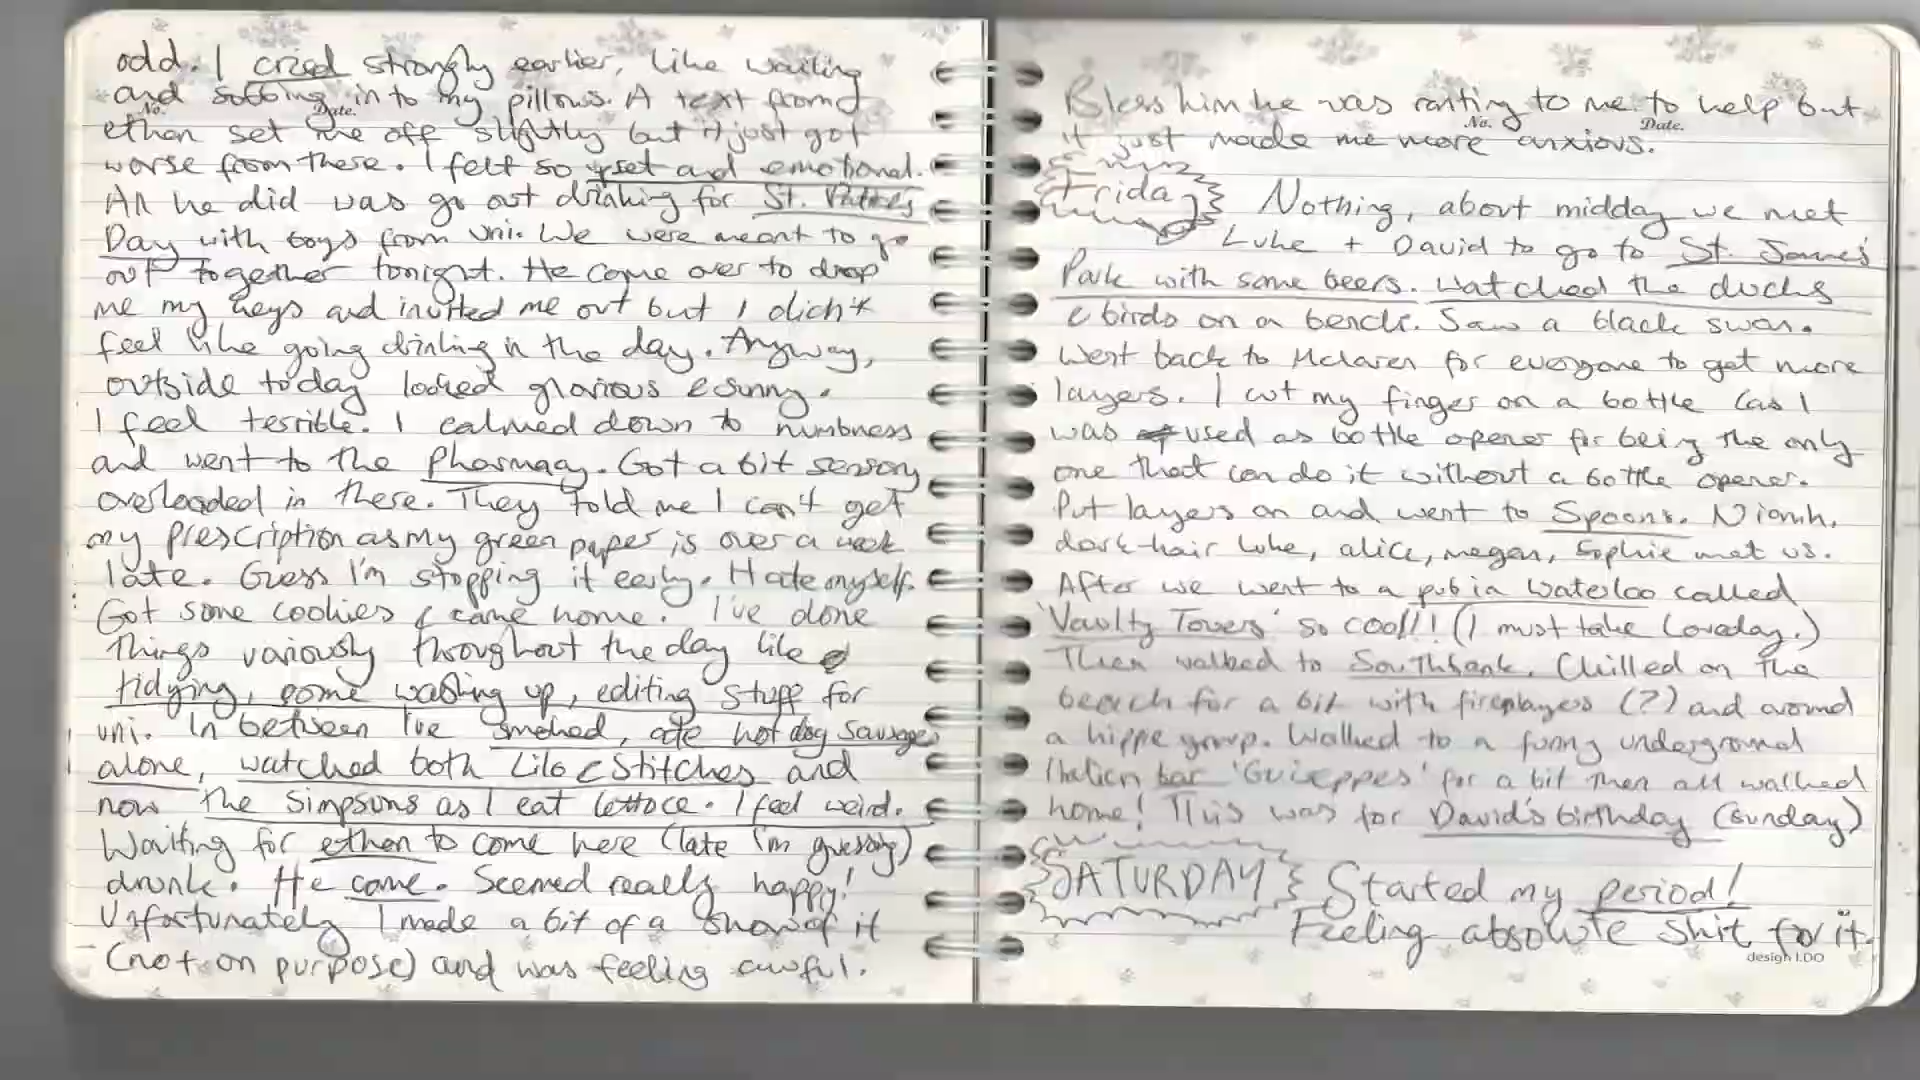 odd. I cried strongly earlier, like wailing
and sobbing in to my pillows. A text from
No. Date.
ethan set me off slightly but it just got
worse from there. I felt so upset and emotional.
All he did was go out drinking for St. Patricks
Day with boys from uni. We were meant to go
out together tonight. He came over to drop
me my keys and invited me out but I didn't
feel like going drinking in the day. Anyway,
outside today looked glorious & sunny.
I feel terrible. I calmed down to numbness
and went to the pharmacy. Got a bit sensory
overloaded in there. They told me I can't get
my prescription as my green paper is over a week
late. Guess I'm stopping it early. Hate myself.
Got some cookies & came home. I've done
things variously throughout the day like
tidying, some washing up, editing stuff for
uni. In between I've smoked, ate hot dog sausages
alone, watched both Lilo & Stitches and
now the Simpsons as I eat lettuce. I feel weird.
Waiting for ethan to come here (late I'm guessing)
drunk. He came. Seemed really happy!
Unfortunately I made a bit of a show of it
(not on purpose) and was feeling awful.
Bless him he was ranting to me to help but
No. Date.
it just made me more anxious.
Friday Nothing, about midday we met
Luke + David to go to St. James's
Park with some beers. Watched the ducks
& birds on a bench. Saw a black swan.
Went back to Mclaren for everyone to get more
layers. I cut my finger on a bottle (as I
was used as bottle opener for being the only
one that can do it without a bottle opener.
Put layers on and went to Spoons. Niamh,
dark-hair luke, alice, megan, Sophie met us.
After we went to a pub in Waterloo called
'Vaulty Towers' so cool!! (I must take Loveday.)
Then walked to Southbank. Chilled on the
beach for a bit with fireplayers (?) and around
a hippe group. Walked to a funny underground
Italian bar 'Guiseppes' for a bit then all walked
home! This was for David's birthday (Sunday)
SATURDAY Started my period!
Feeling absolute shit for it.
design I.DO